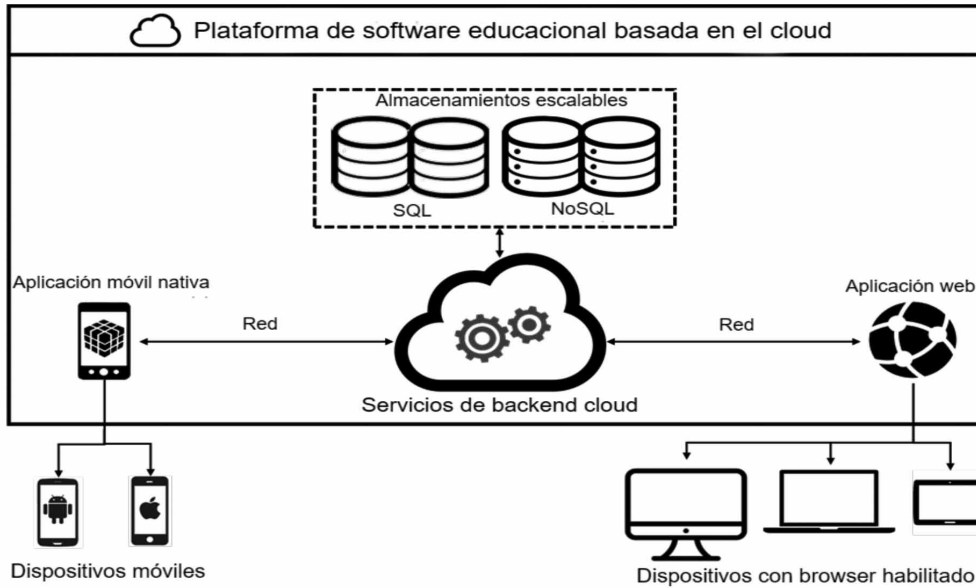 Plataforma de software educacional basada en el cloud
Almacenamientos escalables
SQL
NoSQL
Aplicación móvil nativa
Aplicación web
Red
Red
Servicios de backend cloud
Dispositivos móviles
Dispositivos con browser habilitado